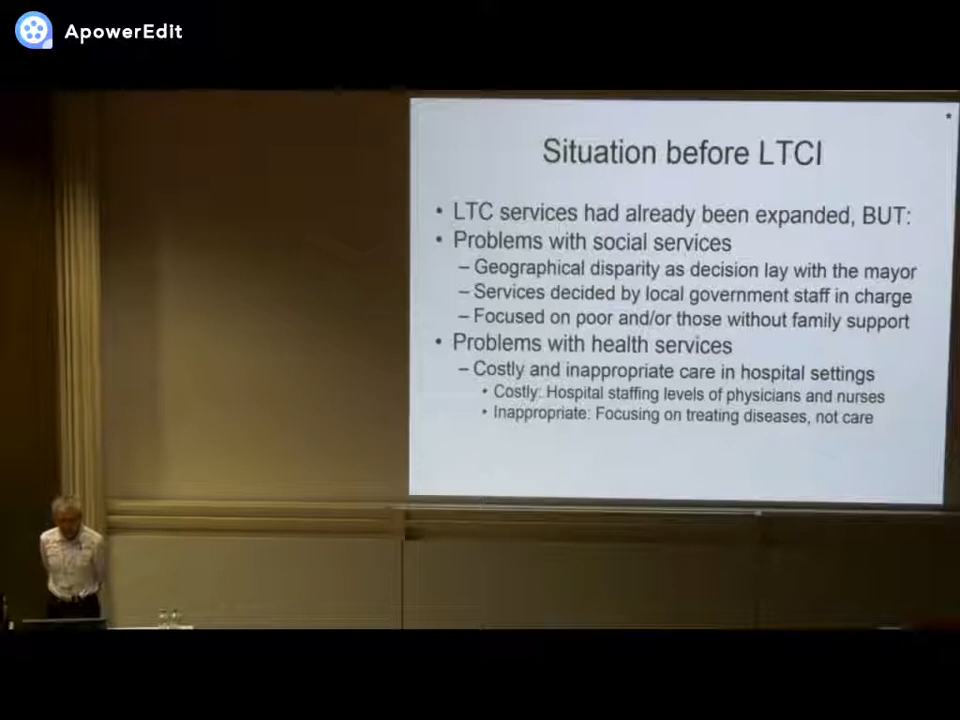 ApowerEdit
*
Situation before LTCI
• LTC services had already been expanded, BUT:
• Problems with social services
– Geographical disparity as decision lay with the mayor
– Services decided by local government staff in charge
– Focused on poor and/or those without family support
• Problems with health services
– Costly and inappropriate care in hospital settings
• Costly: Hospital staffing levels of physicians and nurses
• Inappropriate: Focusing on treating diseases, not care